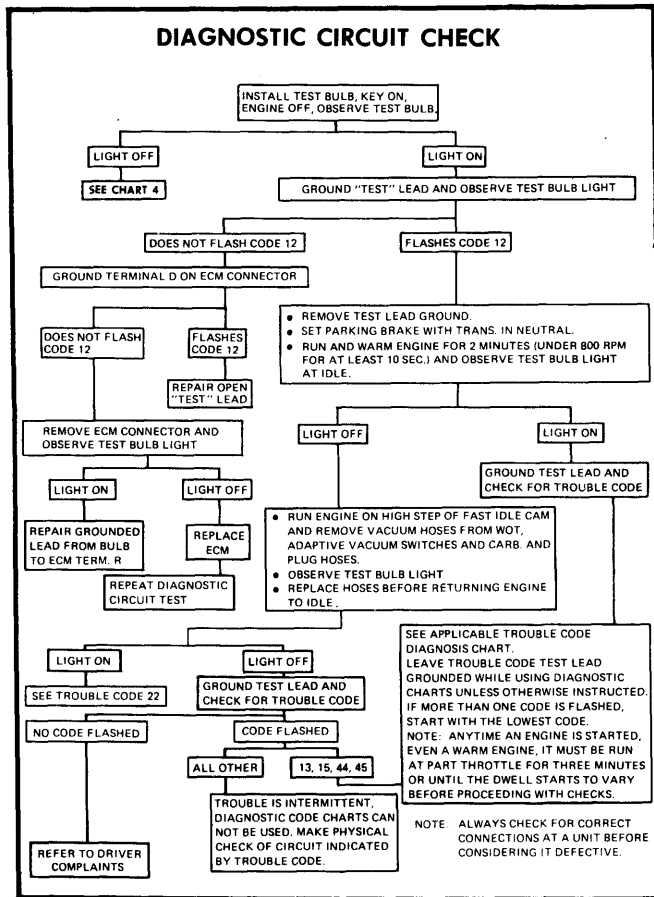 DIAGNOSTIC CIRCUIT CHECK
INSTALL TEST BULB, KEY ON,
ENGINE OFF, OBSERVE TEST BULB.
LIGHT OFF
LIGHT ON
SEE CHART 4
GROUND "TEST" LEAD AND OBSERVE TEST BULB LIGHT
DOES NOT FLASH CODE 12
FLASHES CODE 12
GROUND TERMINAL D ON ECM CONNECTOR
DOES NOT FLASH
CODE 12
FLASHES
CODE 12
REPAIR OPEN
"TEST" LEAD
• REMOVE TEST LEAD GROUND.
• SET PARKING BRAKE WITH TRANS. IN NEUTRAL.
• RUN AND WARM ENGINE FOR 2 MINUTES (UNDER 800 RPM
FOR AT LEAST 10 SEC.) AND OBSERVE TEST BULB LIGHT
AT IDLE.
REMOVE ECM CONNECTOR AND
OBSERVE TEST BULB LIGHT
LIGHT ON
LIGHT OFF
REPAIR GROUNDED
LEAD FROM BULB
TO ECM TERM. R
REPLACE
ECM
REPEAT DIAGNOSTIC
CIRCUIT TEST
LIGHT OFF
LIGHT ON
GROUND TEST LEAD AND
CHECK FOR TROUBLE CODE
• RUN ENGINE ON HIGH STEP OF FAST IDLE CAM
AND REMOVE VACUUM HOSES FROM WOT,
ADAPTIVE VACUUM SWITCHES AND CARB. AND
PLUG HOSES.
• OBSERVE TEST BULB LIGHT
• REPLACE HOSES BEFORE RETURNING ENGINE
TO IDLE.
LIGHT ON
LIGHT OFF
SEE TROUBLE CODE 22
GROUND TEST LEAD AND
CHECK FOR TROUBLE CODE
NO CODE FLASHED
CODE FLASHED
ALL OTHER
13, 15, 44, 45
TROUBLE IS INTERMITTENT,
DIAGNOSTIC CODE CHARTS CAN
NOT BE USED. MAKE PHYSICAL
CHECK OF CIRCUIT INDICATED
BY TROUBLE CODE.
REFER TO DRIVER
COMPLAINTS
SEE APPLICABLE TROUBLE CODE
DIAGNOSIS CHART.
LEAVE TROUBLE CODE TEST LEAD
GROUNDED WHILE USING DIAGNOSTIC
CHARTS UNLESS OTHERWISE INSTRUCTED.
IF MORE THAN ONE CODE IS FLASHED,
START WITH THE LOWEST CODE.
NOTE: ANYTIME AN ENGINE IS STARTED,
EVEN A WARM ENGINE, IT MUST BE RUN
AT PART THROTTLE FOR THREE MINUTES
OR UNTIL THE DWELL STARTS TO VARY
BEFORE PROCEEDING WITH CHECKS.
NOTE: ALWAYS CHECK FOR CORRECT
CONNECTIONS AT A UNIT BEFORE
CONSIDERING IT DEFECTIVE.